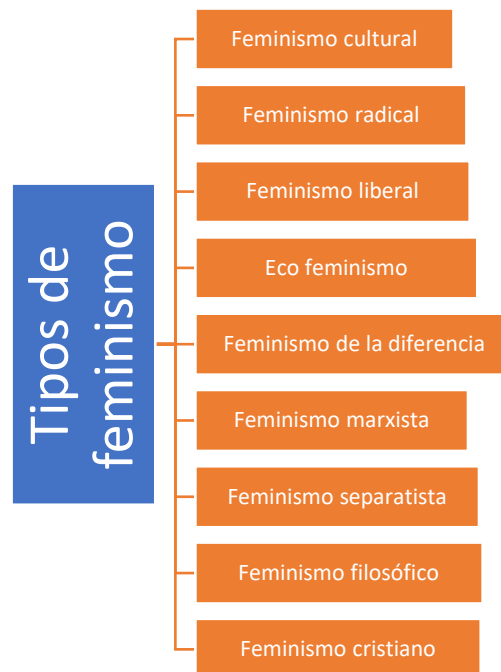 Tipos de
feminismo
Feminismo cultural
Feminismo radical
Feminismo liberal
Eco feminismo
Feminismo de la diferencia
Feminismo marxista
Feminismo separatista
Feminismo filosófico
Feminismo cristiano